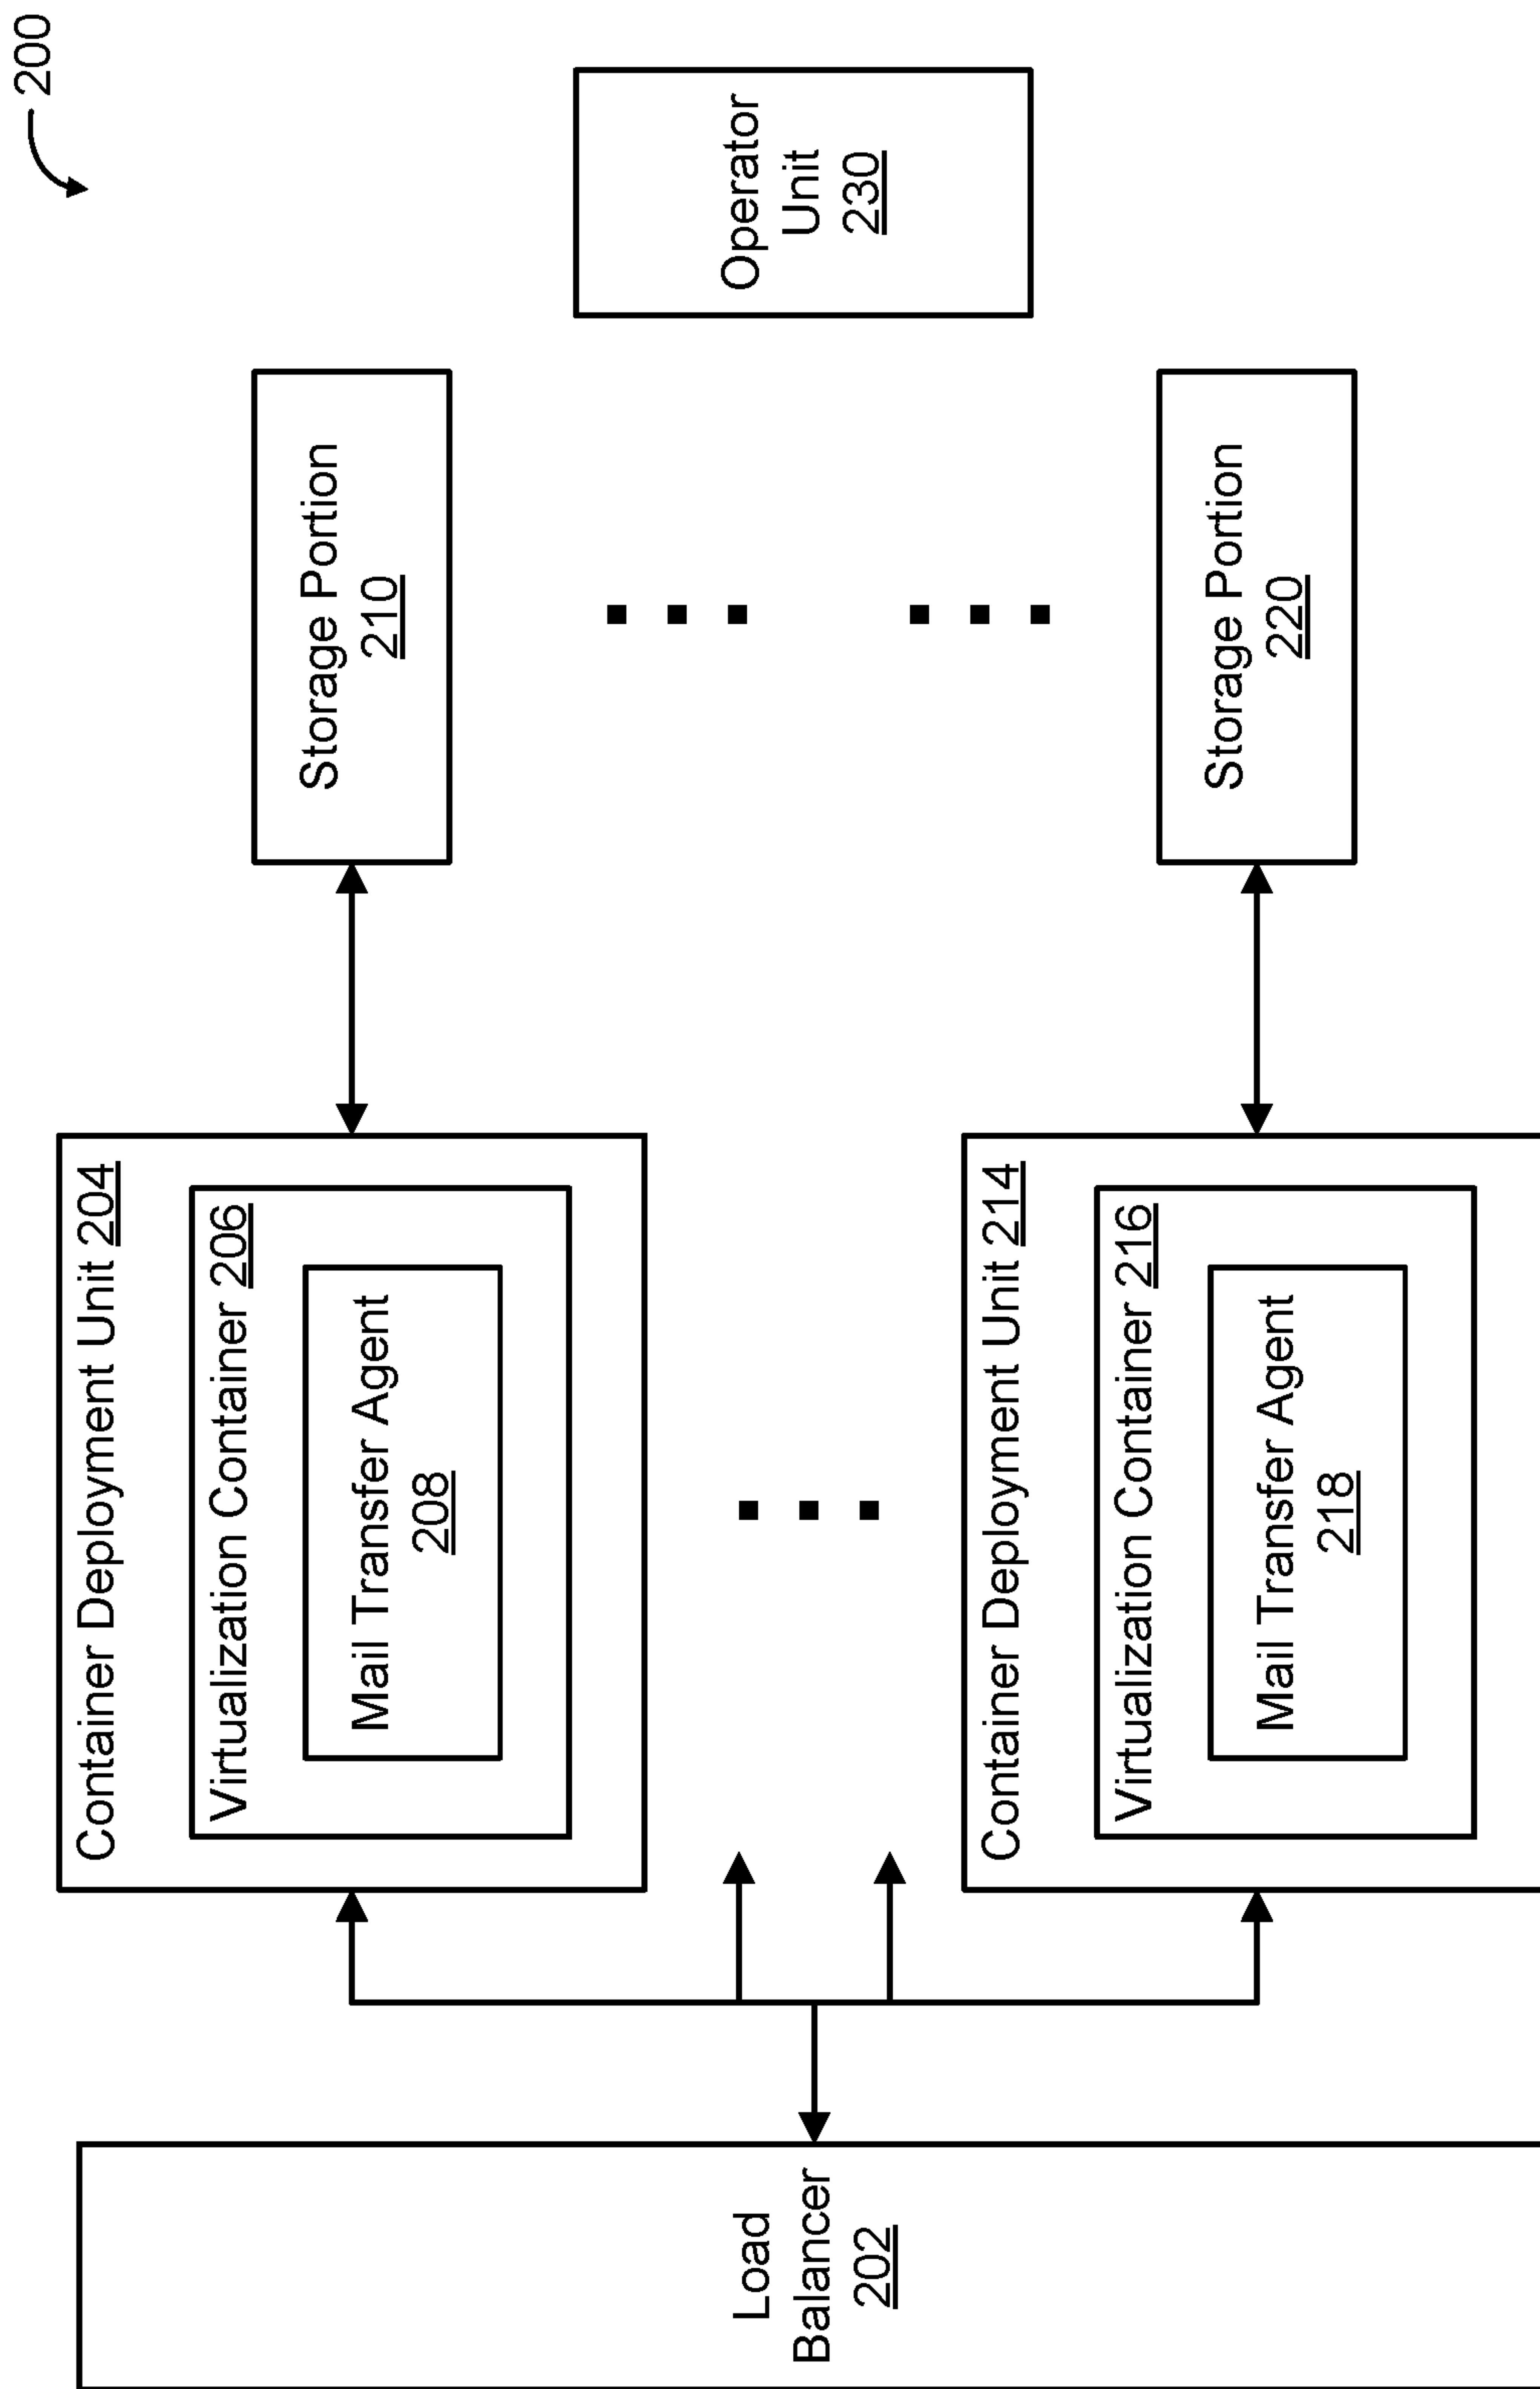 200
Load
Balancer
202
Container Deployment Unit 204
Virtualization Container 206
Mail Transfer Agent
208
Storage Portion
210
Container Deployment Unit 214
Virtualization Container 216
Mail Transfer Agent
218
Storage Portion
220
Operator
Unit
230